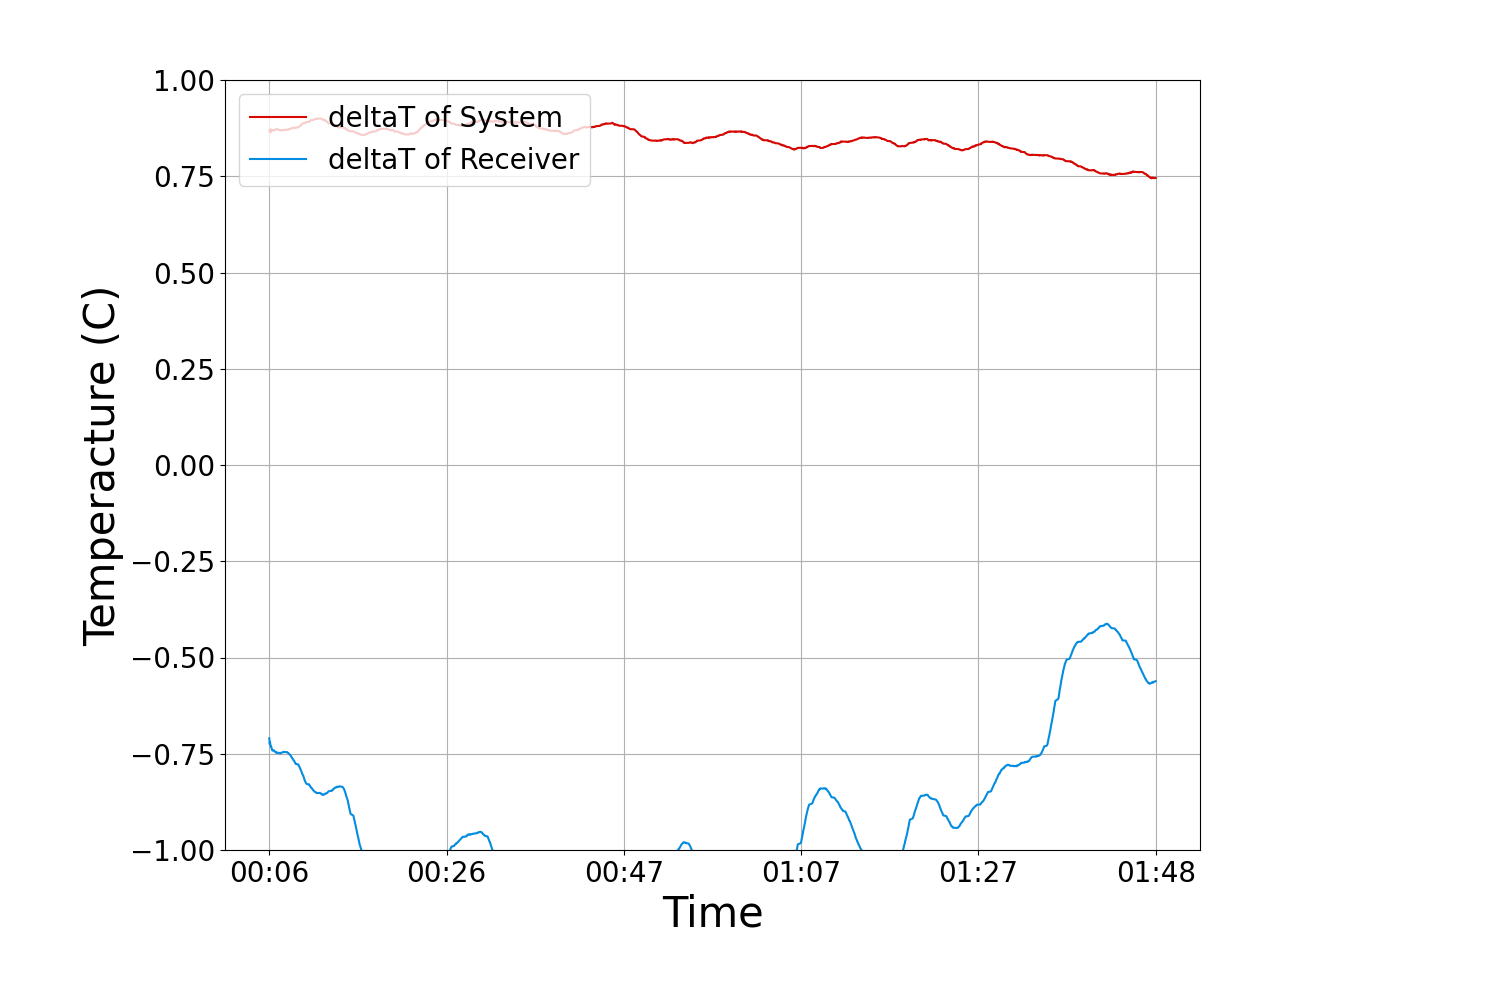 1.00
0.75
0.50
0.25
0.00
−0.25
−0.50
−0.75
−1.00
Temperacture (C)
deltaT of System
deltaT of Receiver
00:06 00:26 00:47 01:07 01:27 01:48
Time